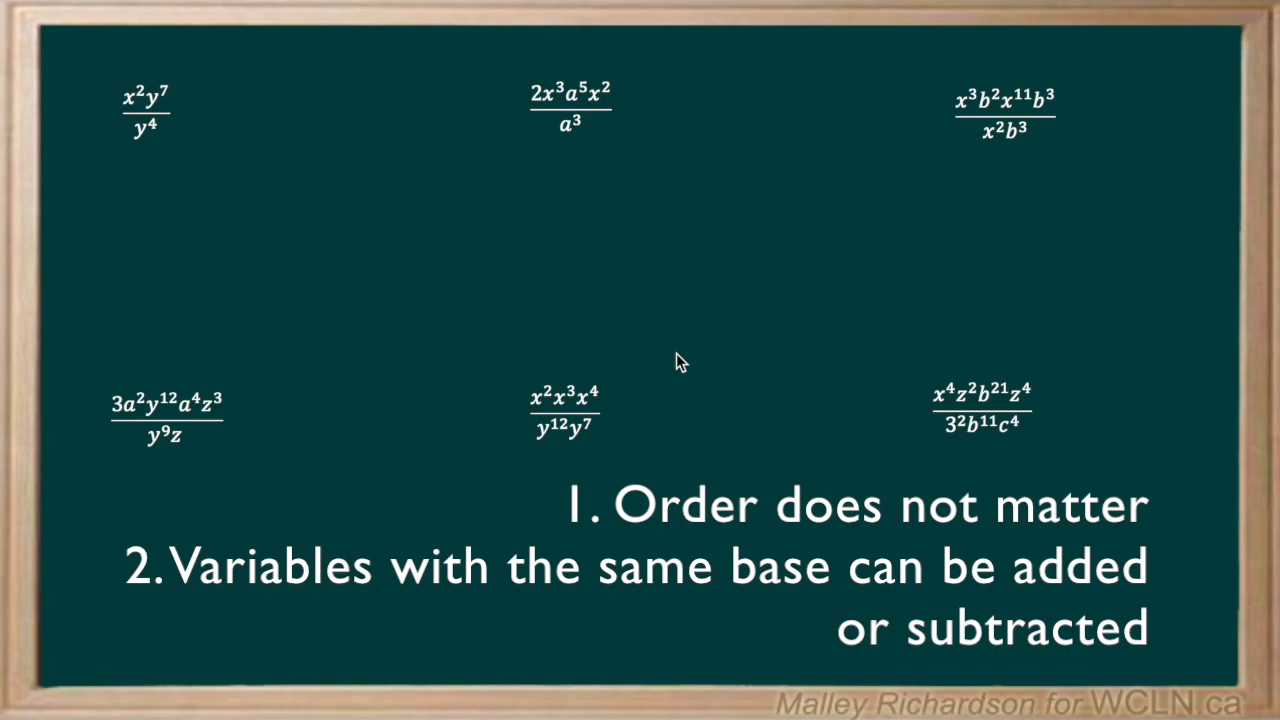 x²y⁷ 2x³a⁵x² x³b²x¹¹b³
y⁴ a³ x²b³
3a²y¹²a⁴z³ x²x³x⁴ x⁴z²b²¹z⁴
y⁹z y¹²y⁷ 3²b¹¹c⁴
1. Order does not matter
2. Variables with the same base can be added
or subtracted
Malley Richardson for WCLN.ca